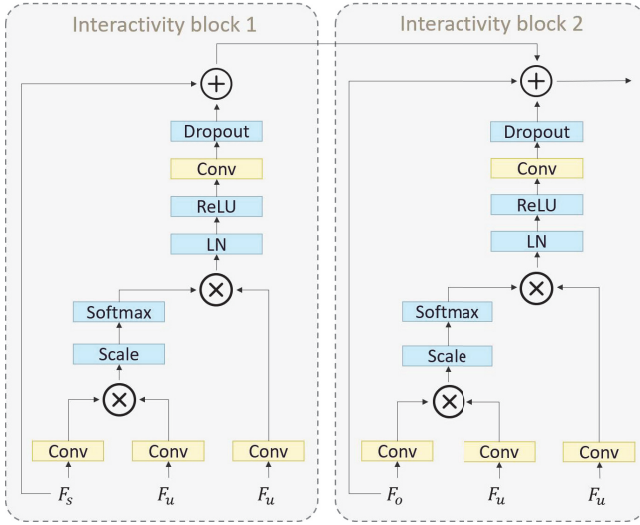 Interactivity block 1
+
Dropout
Conv
ReLU
LN
×
Softmax
Scale
×
Conv Conv Conv
F_s F_u F_u
Interactivity block 2
+
Dropout
Conv
ReLU
LN
×
Softmax
Scale
×
Conv Conv Conv
F_o F_u F_u